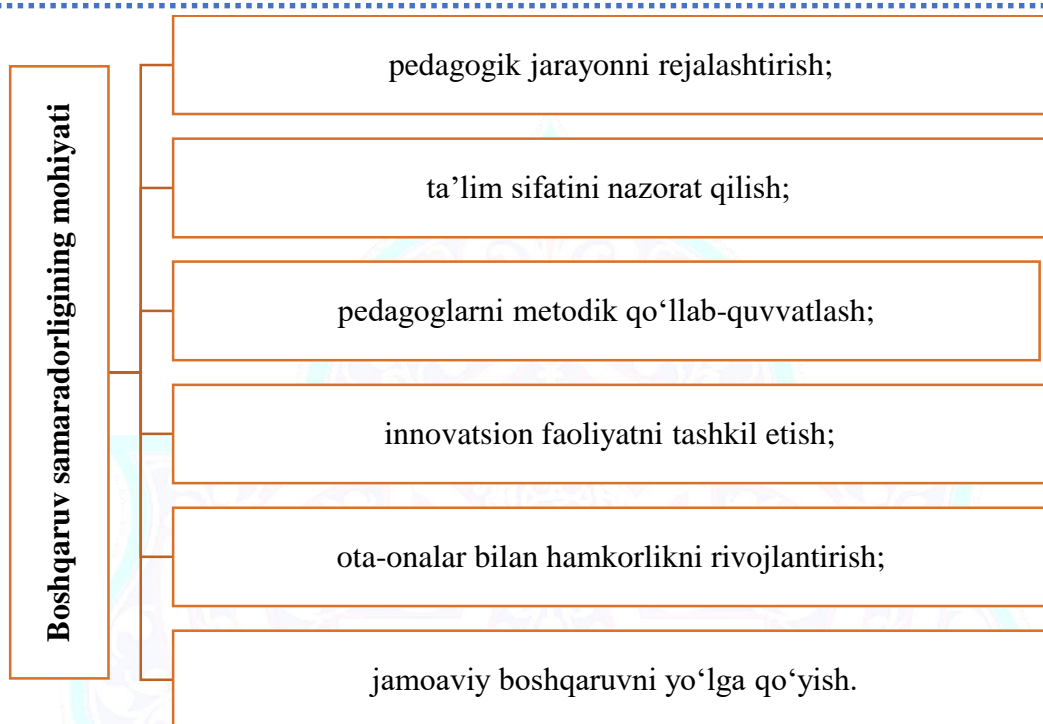 Boshqaruv samaradorligining mohiyati
pedagogik jarayonni rejalashtirish;
ta’lim sifatini nazorat qilish;
pedagoglarni metodik qo‘llab-quvvatlash;
innovatsion faoliyatni tashkil etish;
ota-onalar bilan hamkorlikni rivojlantirish;
jamoaviy boshqaruvni yo‘lga qo‘yish.